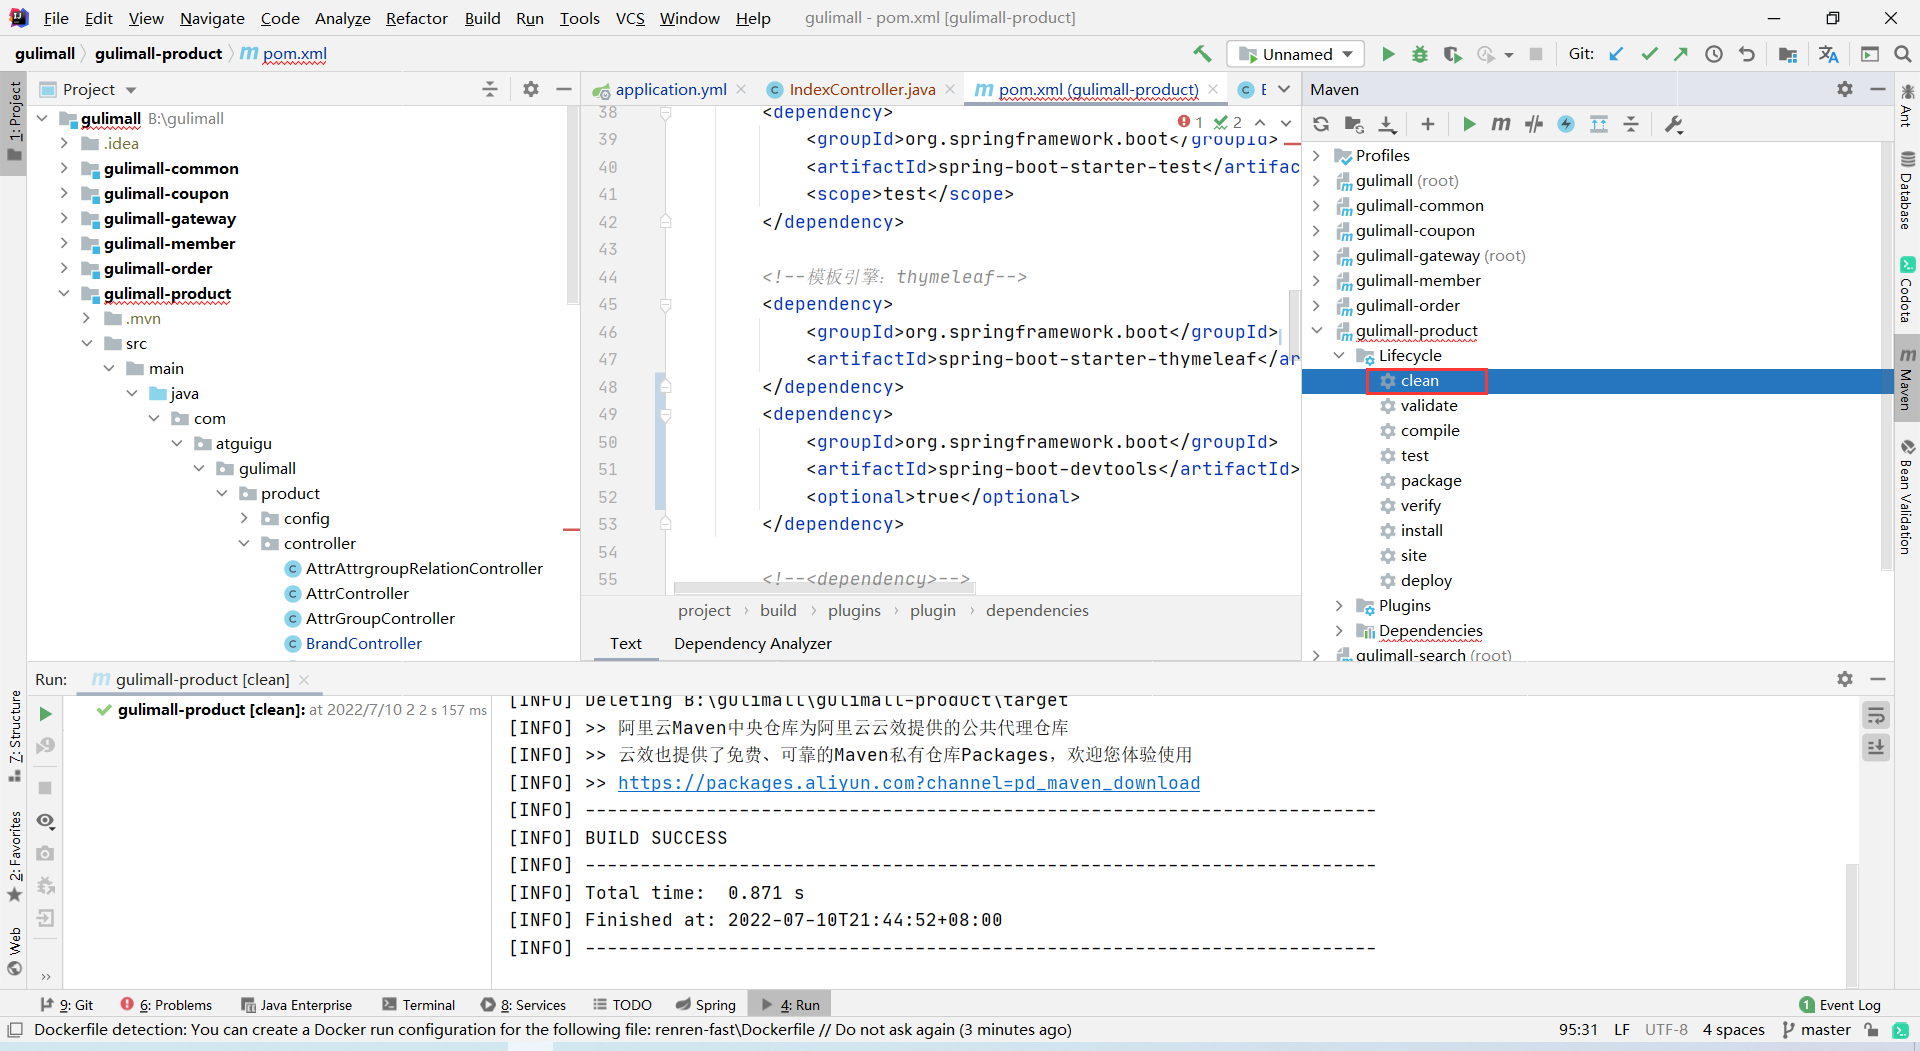 File Edit View Navigate Code Analyze Refactor Build Run Tools VCS Window Help gulimall - pom.xml [gulimall-product]
gulimall gulimall-product m pom.xml
Unnamed
Git:
1: Project
Project
gulimall B:\gulimall
.idea
gulimall-common
gulimall-coupon
gulimall-gateway
gulimall-member
gulimall-order
gulimall-product
.mvn
src
main
java
com
atguigu
gulimall
product
config
controller
AttrAttrgroupRelationController
AttrController
AttrGroupController
BrandController
application.yml IndexController.java pom.xml (gulimall-product)
1 2
38 <dependency>
39 <groupId>org.springframework.boot</groupId>
40 <artifactId>spring-boot-starter-test</artifac
41 <scope>test</scope>
42 </dependency>
43
44 <!--模板引擎：thymeleaf-->
45 <dependency>
46 <groupId>org.springframework.boot</groupId>
47 <artifactId>spring-boot-starter-thymeleaf</ar
48 </dependency>
49 <dependency>
50 <groupId>org.springframework.boot</groupId>
51 <artifactId>spring-boot-devtools</artifactId>
52 <optional>true</optional>
53 </dependency>
54
55 <!--<dependency>-->
project › build › plugins › plugin › dependencies
Text Dependency Analyzer
Maven
Profiles
gulimall (root)
gulimall-common
gulimall-coupon
gulimall-gateway (root)
gulimall-member
gulimall-order
gulimall-product
Lifecycle
clean
validate
compile
test
package
verify
install
site
deploy
Plugins
Dependencies
gulimall-search (root)
Ant
Database
Codota
Maven
Bean Validation
Run: gulimall-product [clean]
gulimall-product [clean]: at 2022/7/10 2 2 s 157 ms
[INFO] Deleting B:\gulimall\gulimall-product\target
[INFO] >> 阿里云Maven中央仓库为阿里云云效提供的公共代理仓库
[INFO] >> 云效也提供了免费、可靠的Maven私有仓库Packages，欢迎您体验使用
[INFO] >> https://packages.aliyun.com?channel=pd_maven_download
[INFO] ------------------------------------------------------------------------
[INFO] BUILD SUCCESS
[INFO] ------------------------------------------------------------------------
[INFO] Total time:  0.871 s
[INFO] Finished at: 2022-07-10T21:44:52+08:00
[INFO] ------------------------------------------------------------------------
7: Structure
2: Favorites
Web
9: Git 6: Problems Java Enterprise Terminal 8: Services TODO Spring 4: Run 1 Event Log
Dockerfile detection: You can create a Docker run configuration for the following file: renren-fast\Dockerfile // Do not ask again (3 minutes ago) 95:31 LF UTF-8 4 spaces master